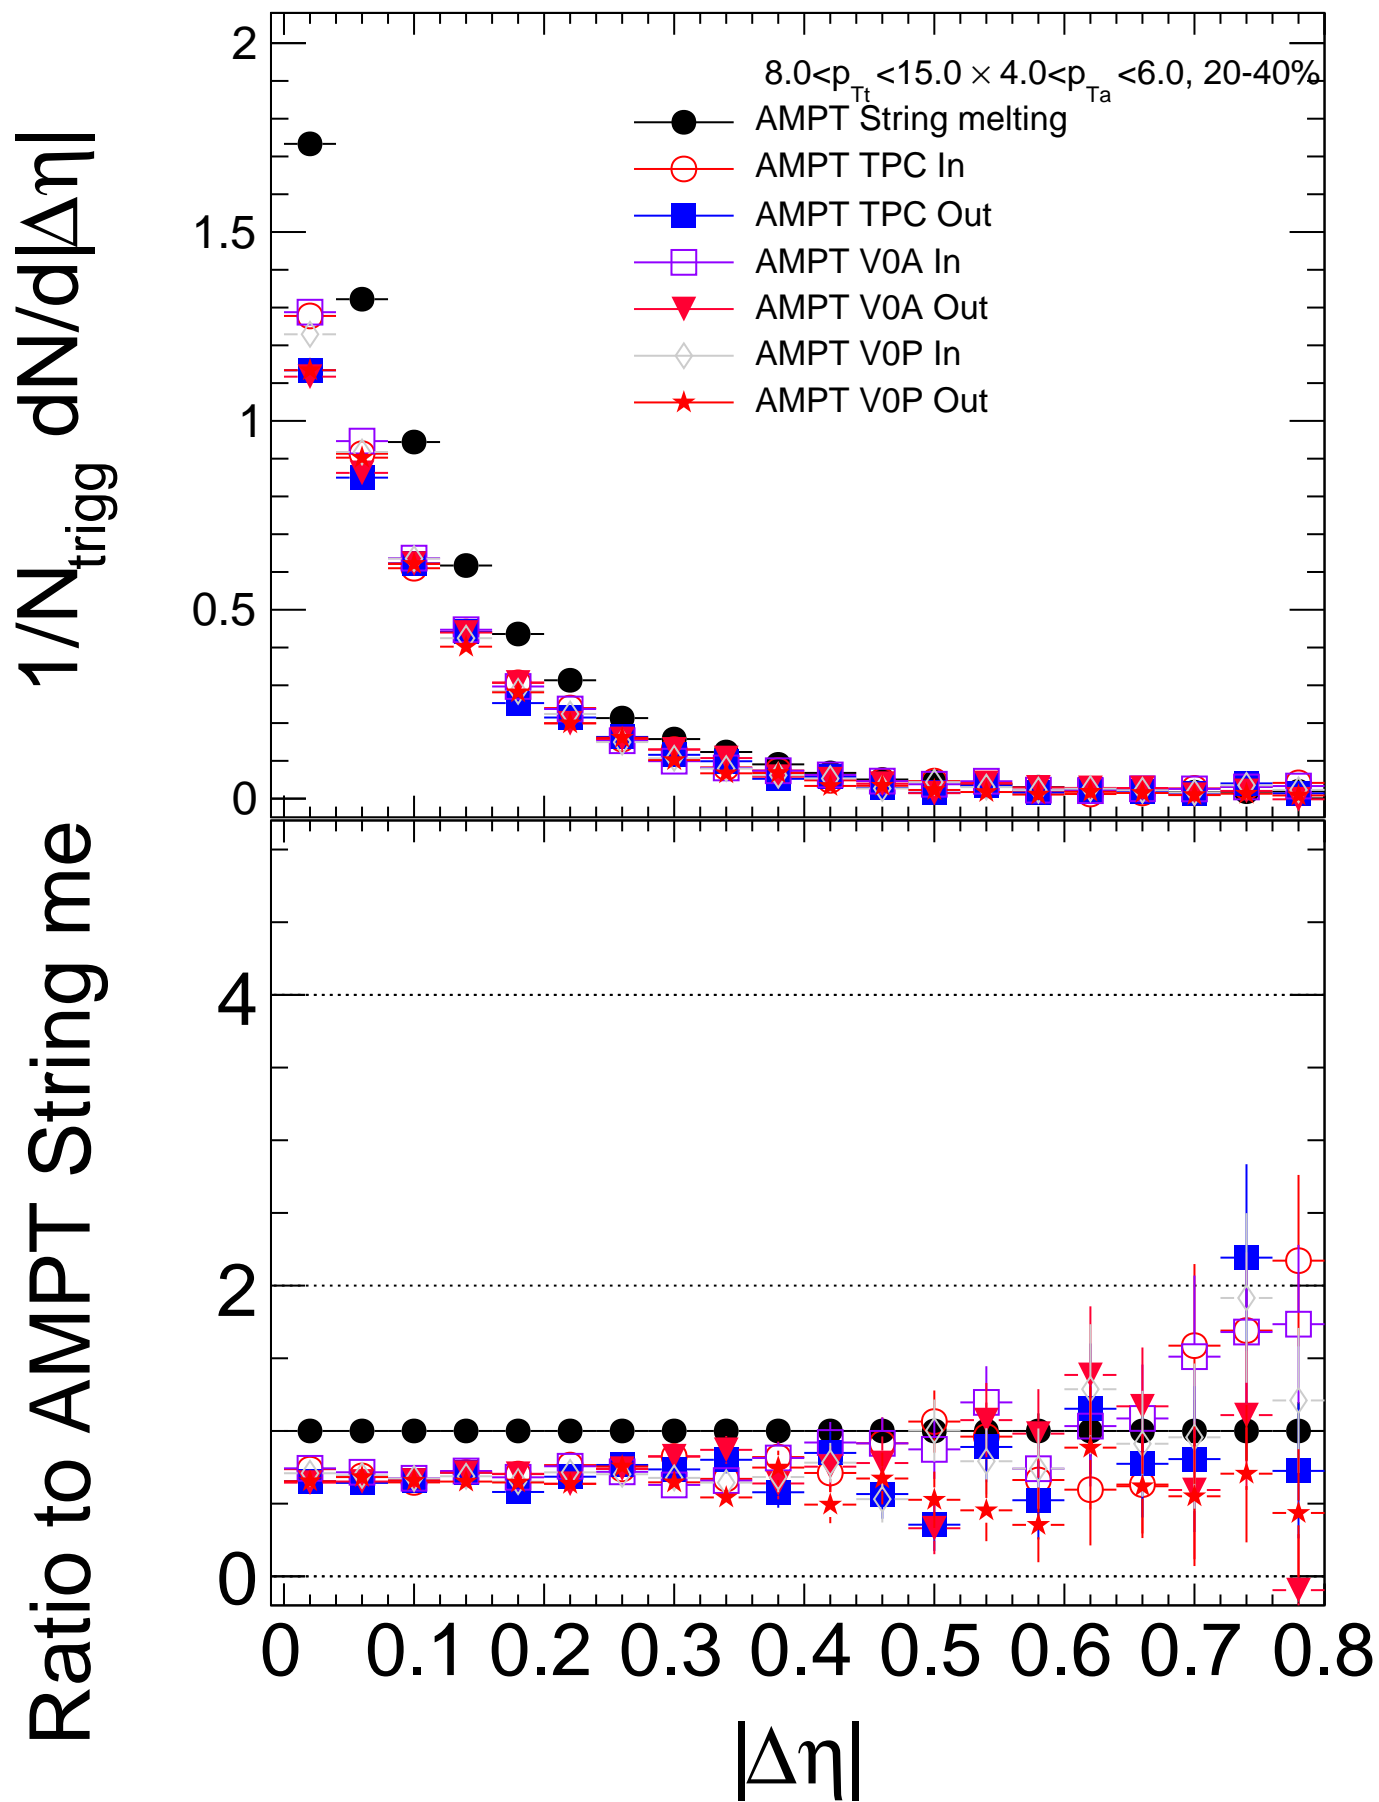 2
8.0<pTt<15.0 × 4.0<pTa<6.0, 20-40%
AMPT String melting
AMPT TPC In
AMPT TPC Out
AMPT V0A In
AMPT V0A Out
AMPT V0P In
AMPT V0P Out
1.5
1
0.5
0
1/Ntrigg dN/d|Δη|
4
2
0
Ratio to AMPT String me
0 0.1 0.2 0.3 0.4 0.5 0.6 0.7 0.8
|Δη|